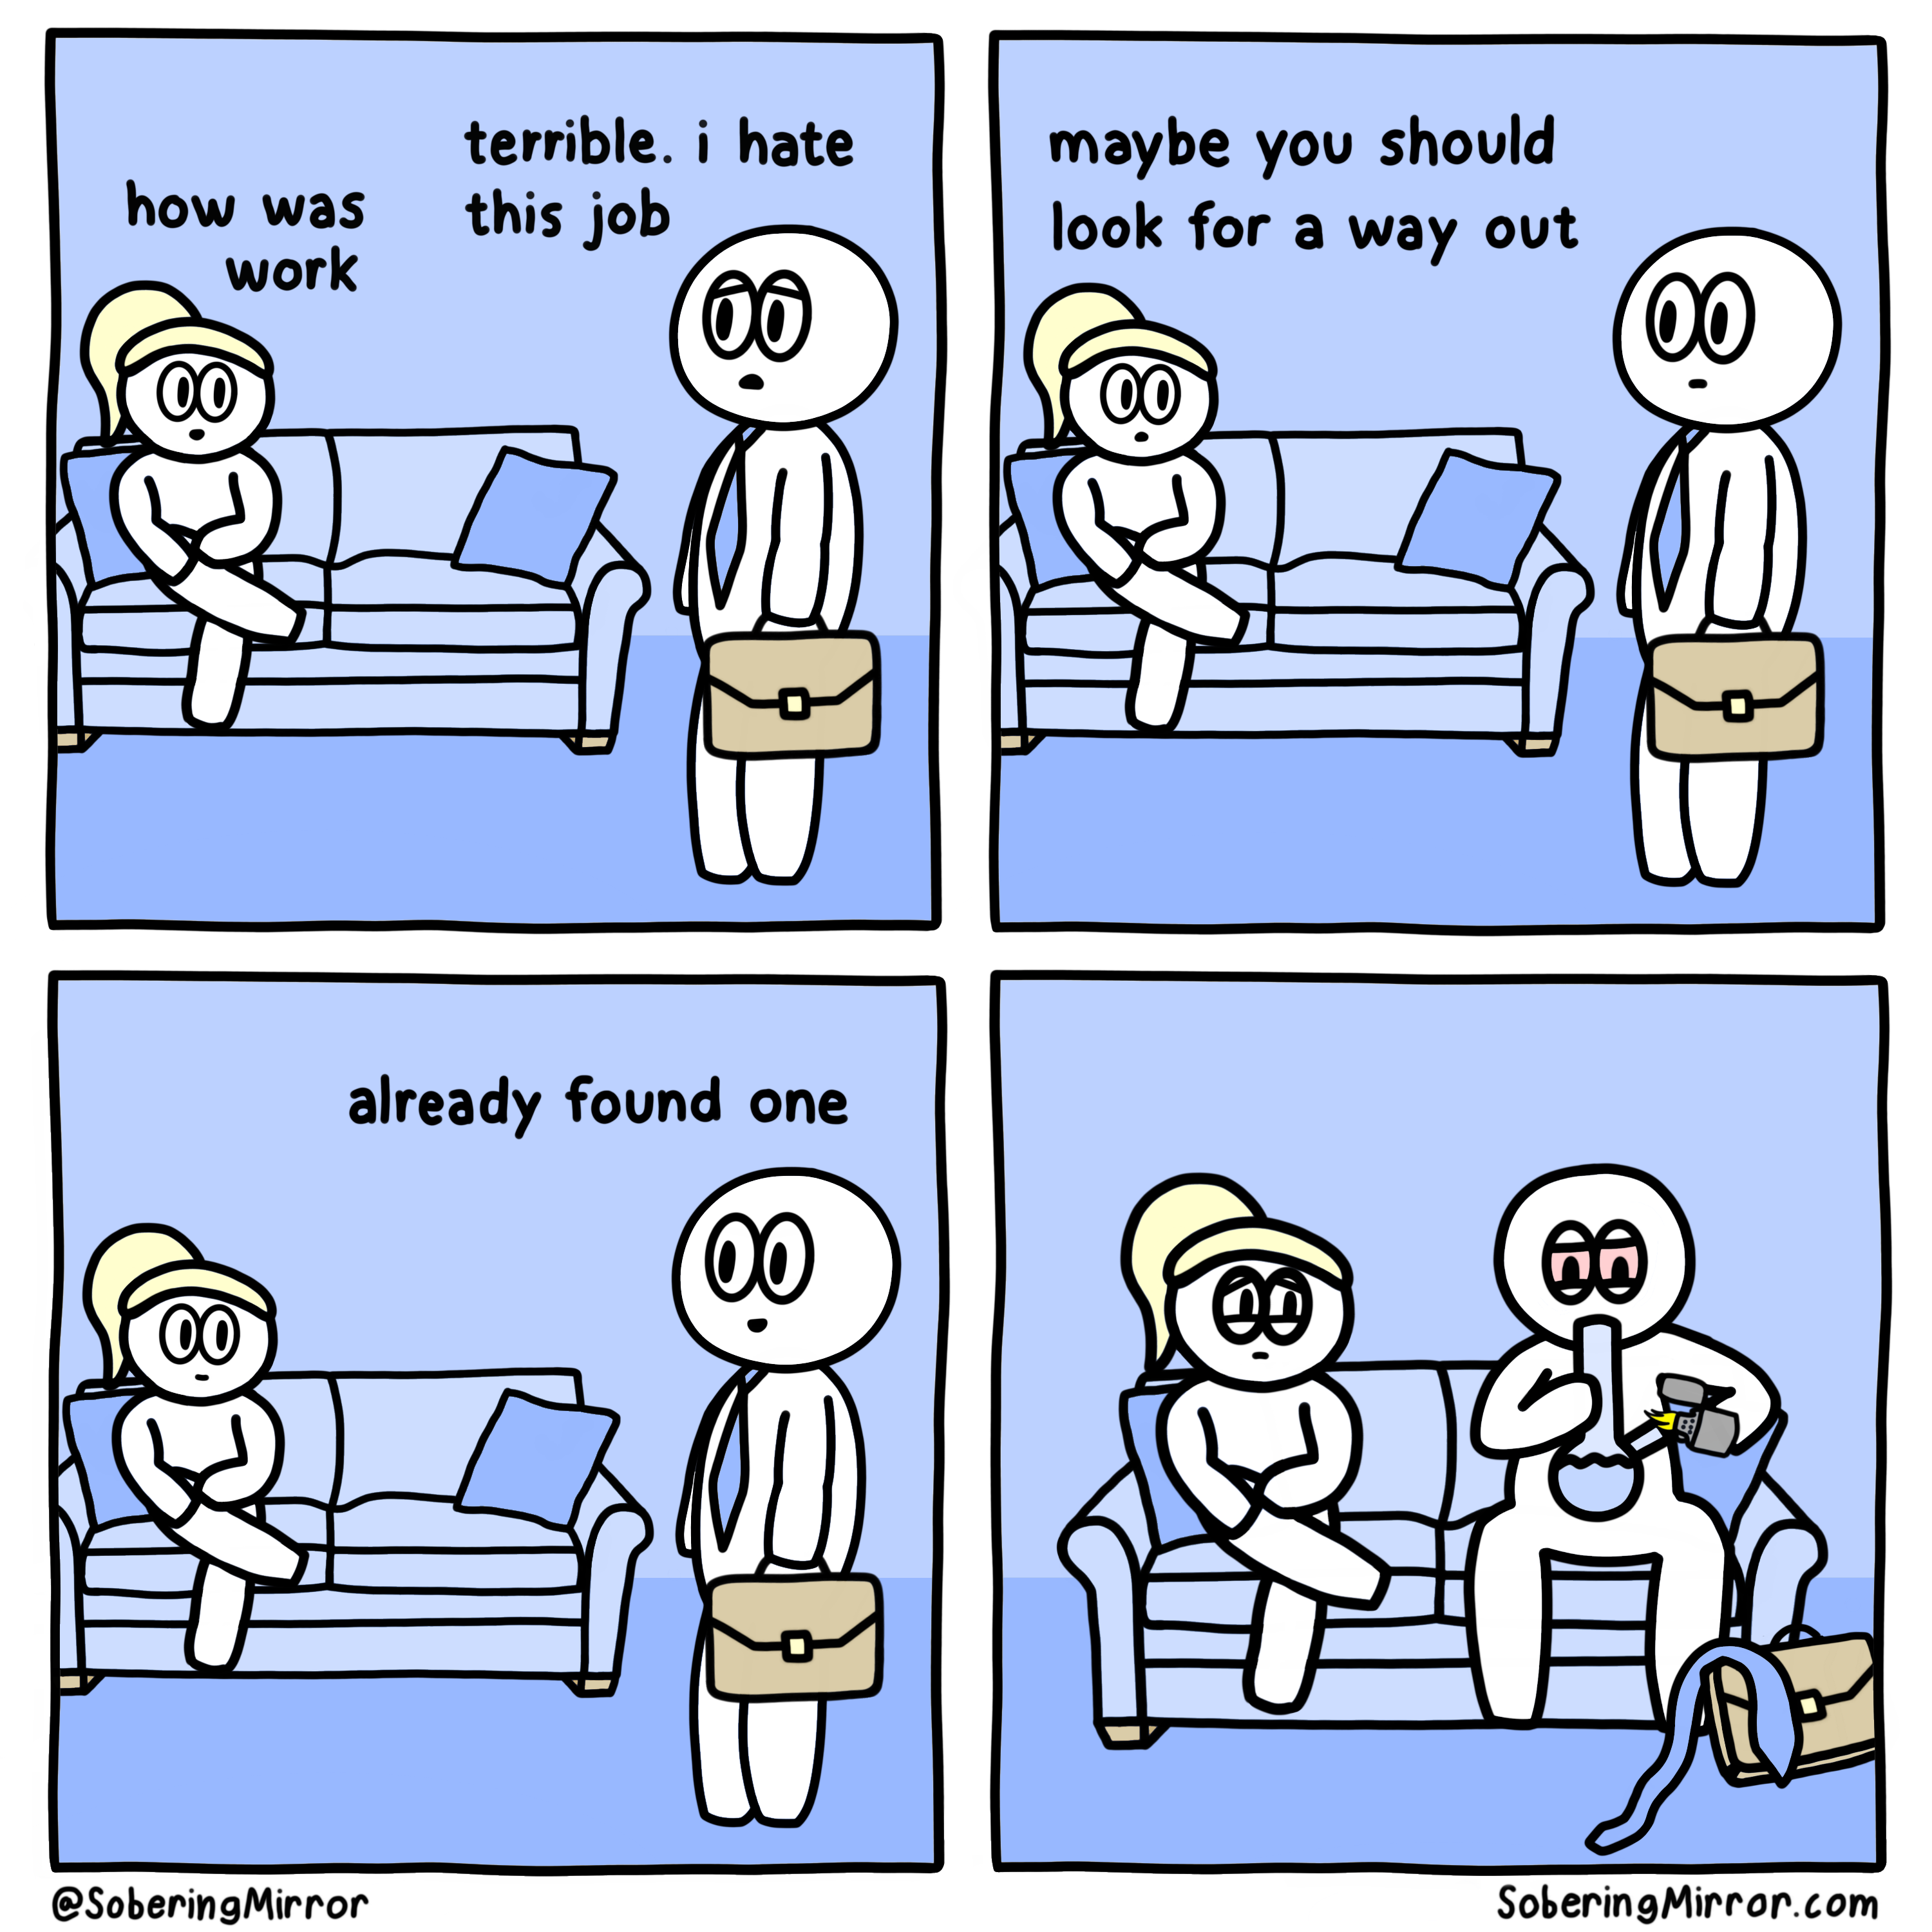 how was
work
terrible. i hate
this job
maybe you should
look for a way out
already found one
@SoberingMirror
SoberingMirror.com